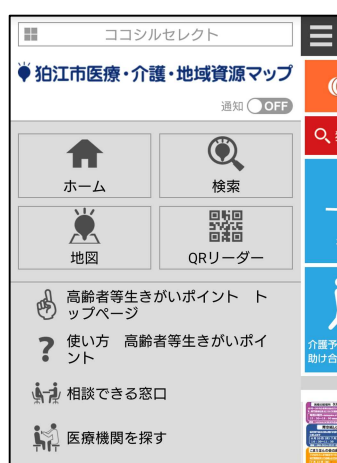 ココシルセレクト
狛江市医療・介護・地域資源マップ
通知 OFF
ホーム
検索
地図
QRリーダー
高齢者等生きがいポイント ト
ップページ
使い方 高齢者等生きがいポイ
ント
相談できる窓口
医療機関を探す
介護予
助け合